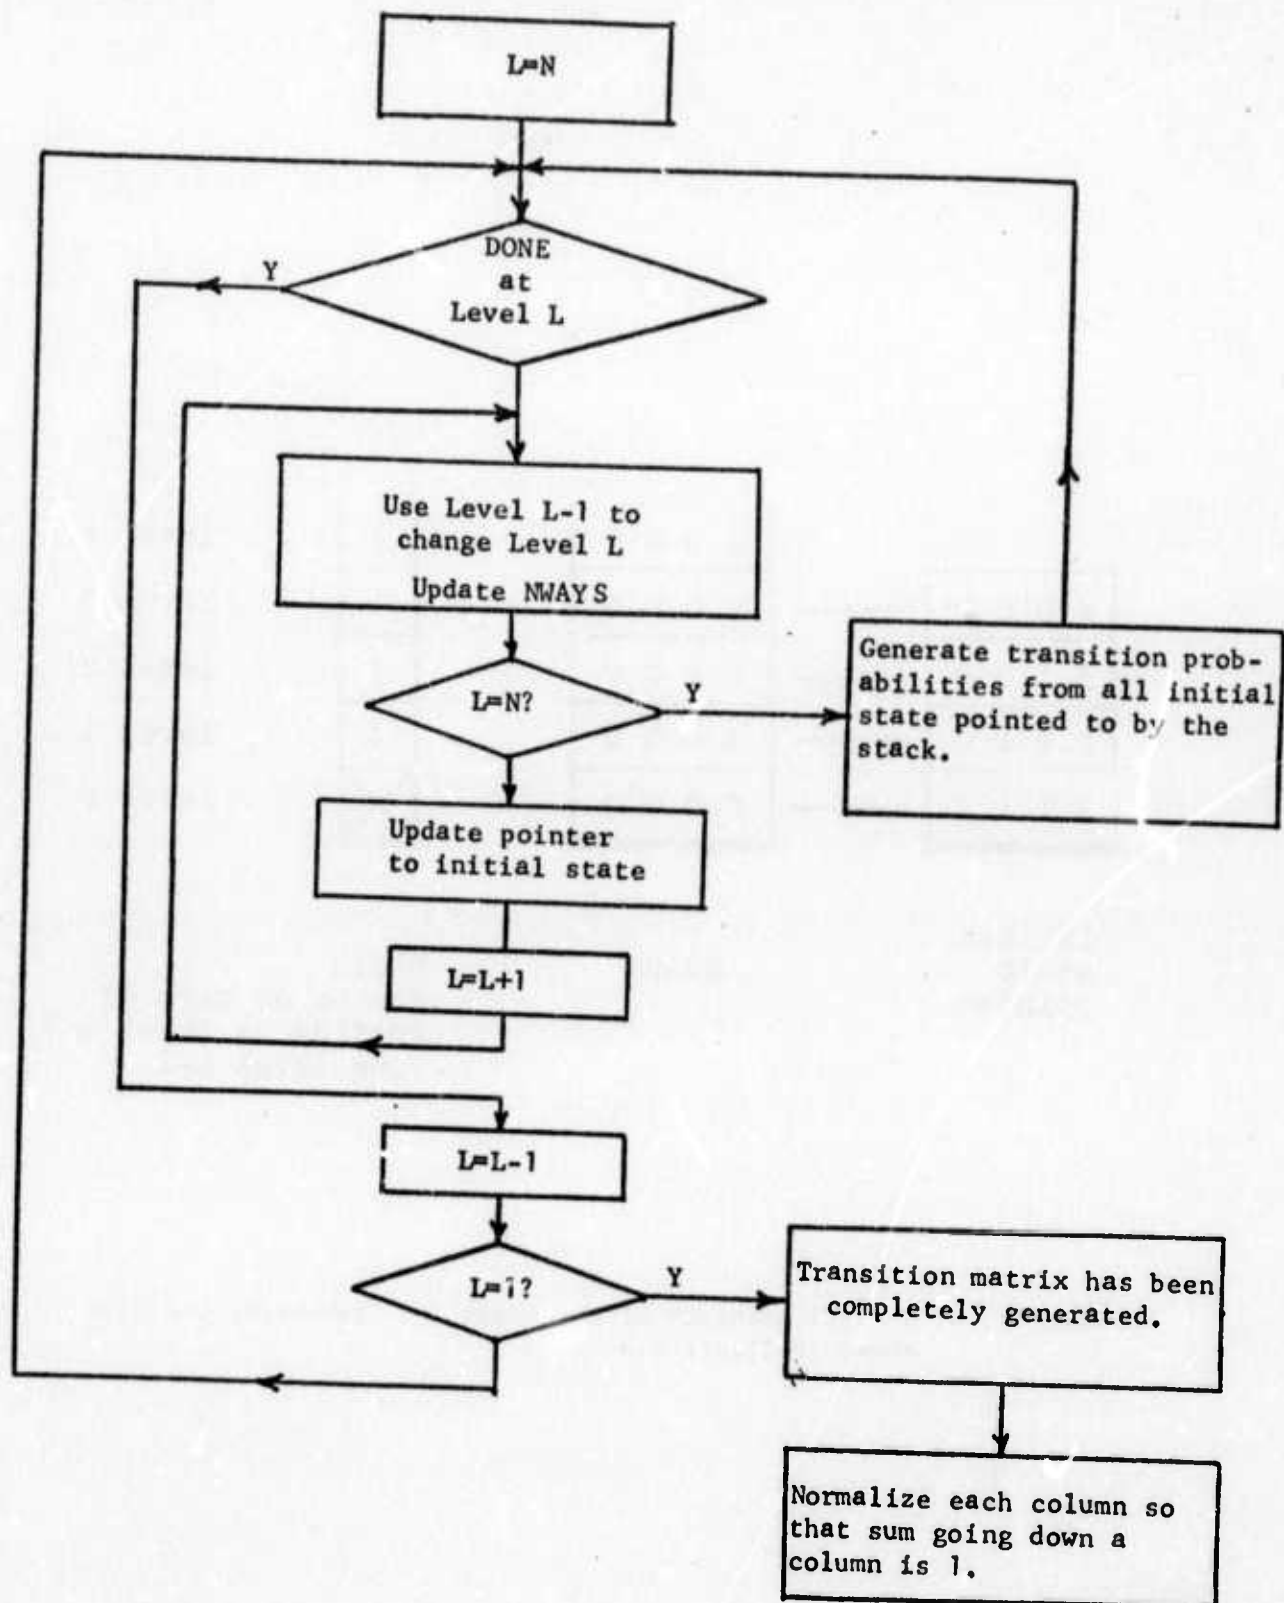 L=N
DONE
at
Level L
Y
Use Level L-1 to
change Level L
Update NWAYS
L=N?
Y
Generate transition prob-
abilities from all initial
state pointed to by the
stack.
Update pointer
to initial state
L=L+1
L=L-1
L=1?
Y
Transition matrix has been
completely generated.
Normalize each column so
that sum going down a
column is 1.